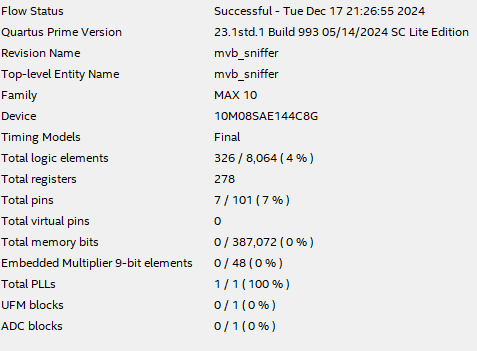 Flow Status Successful - Tue Dec 17 21:26:55 2024
Quartus Prime Version 23.1std.1 Build 993 05/14/2024 SC Lite Edition
Revision Name mvb_sniffer
Top-level Entity Name mvb_sniffer
Family MAX 10
Device 10M08SAE144C8G
Timing Models Final
Total logic elements 326 / 8,064 ( 4 % )
Total registers 278
Total pins 7 / 101 ( 7 % )
Total virtual pins 0
Total memory bits 0 / 387,072 ( 0 % )
Embedded Multiplier 9-bit elements 0 / 48 ( 0 % )
Total PLLs 1 / 1 ( 100 % )
UFM blocks 0 / 1 ( 0 % )
ADC blocks 0 / 1 ( 0 % )